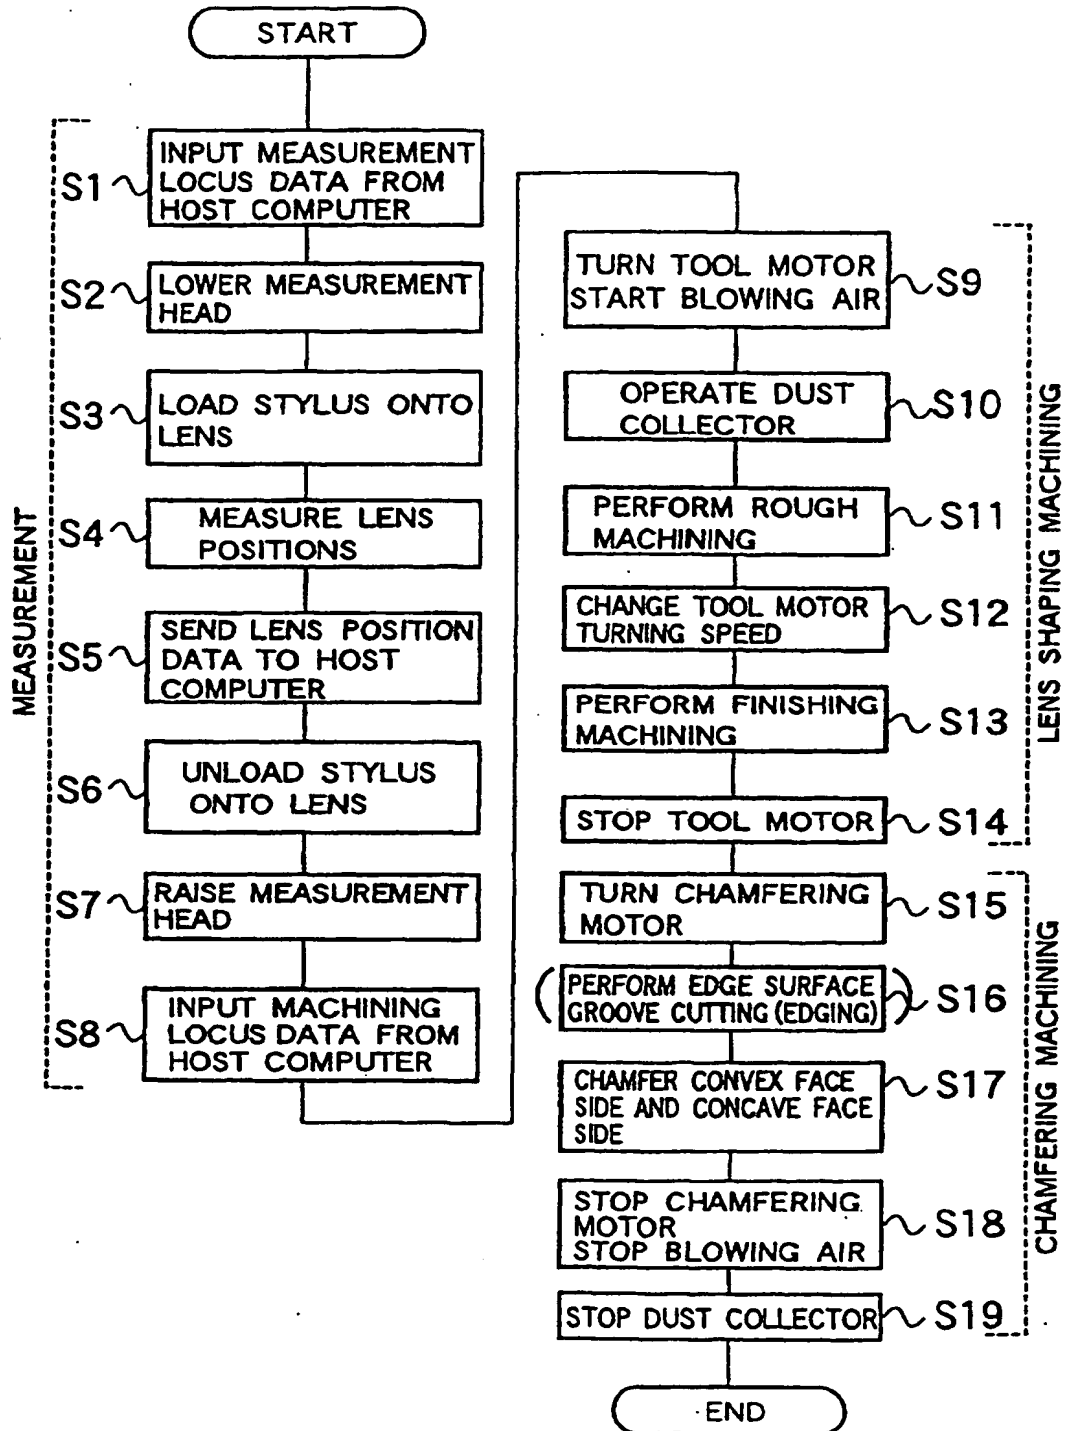 START
MEASUREMENT
S1
INPUT MEASUREMENT
LOCUS DATA FROM
HOST COMPUTER
S2
LOWER MEASUREMENT
HEAD
S3
LOAD STYLUS ONTO
LENS
S4
MEASURE LENS
POSITIONS
S5
SEND LENS POSITION
DATA TO HOST
COMPUTER
S6
UNLOAD STYLUS
ONTO LENS
S7
RAISE MEASUREMENT
HEAD
S8
INPUT MACHINING
LOCUS DATA FROM
HOST COMPUTER
LENS SHAPING MACHINING
TURN TOOL MOTOR
START BLOWING AIR
S9
OPERATE DUST
COLLECTOR
S10
PERFORM ROUGH
MACHINING
S11
CHANGE TOOL MOTOR
TURNING SPEED
S12
PERFORM FINISHING
MACHINING
S13
STOP TOOL MOTOR
S14
CHAMFERING MACHINING
TURN CHAMFERING
MOTOR
S15
(PERFORM EDGE SURFACE
GROOVE CUTTING (EDGING))
S16
CHAMFER CONVEX FACE
SIDE AND CONCAVE FACE
SIDE
S17
STOP CHAMFERING
MOTOR
STOP BLOWING AIR
S18
STOP DUST COLLECTOR
S19
END